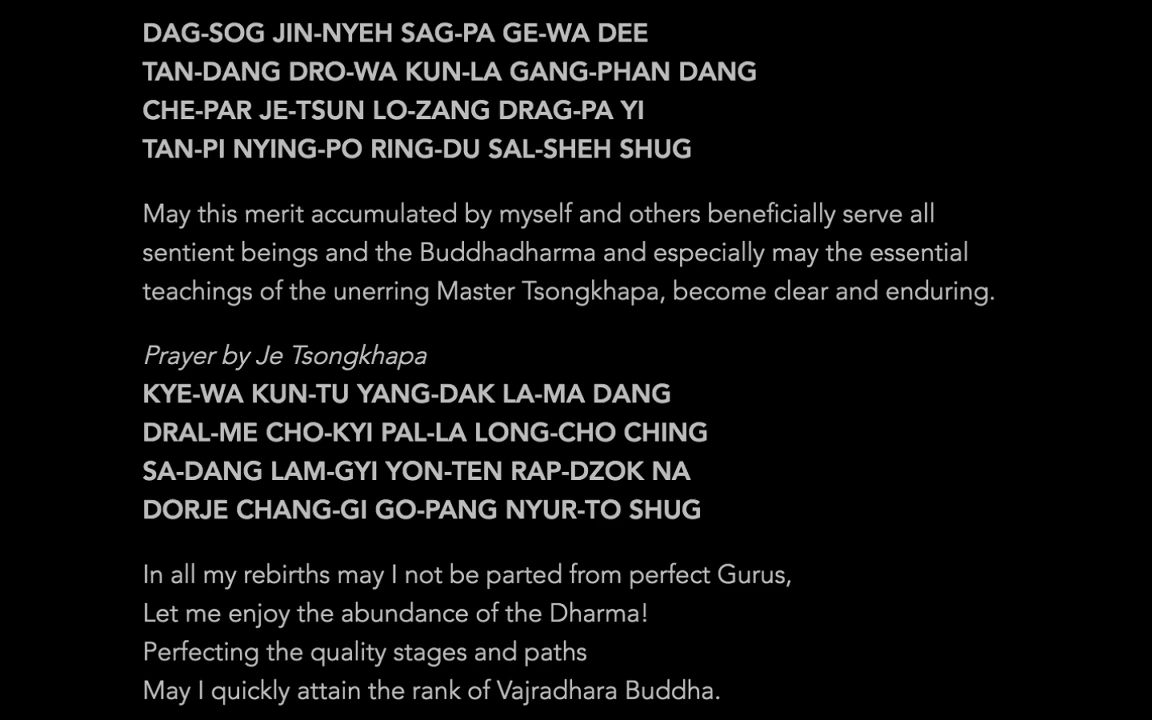 DAG-SOG JIN-NYEH SAG-PA GE-WA DEE
TAN-DANG DRO-WA KUN-LA GANG-PHAN DANG
CHE-PAR JE-TSUN LO-ZANG DRAG-PA YI
TAN-PI NYING-PO RING-DU SAL-SHEH SHUG
May this merit accumulated by myself and others beneficially serve all
sentient beings and the Buddhadharma and especially may the essential
teachings of the unerring Master Tsongkhapa, become clear and enduring.
Prayer by Je Tsongkhapa
KYE-WA KUN-TU YANG-DAK LA-MA DANG
DRAL-ME CHO-KYI PAL-LA LONG-CHO CHING
SA-DANG LAM-GYI YON-TEN RAP-DZOK NA
DORJE CHANG-GI GO-PANG NYUR-TO SHUG
In all my rebirths may I not be parted from perfect Gurus,
Let me enjoy the abundance of the Dharma!
Perfecting the quality stages and paths
May I quickly attain the rank of Vajradhara Buddha.